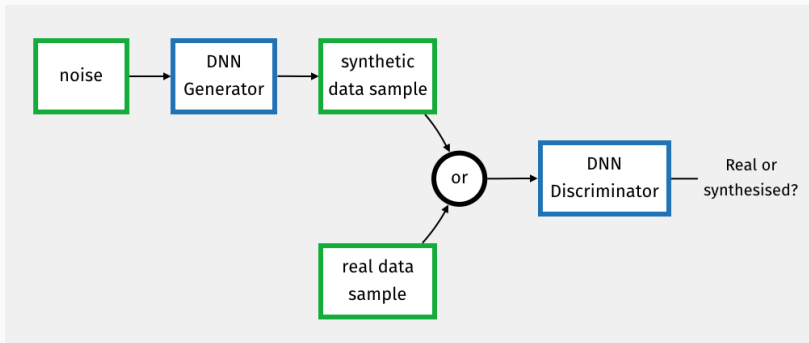 noise
DNN
Generator
synthetic
data sample
or
real data
sample
DNN
Discriminator
Real or
synthesised?